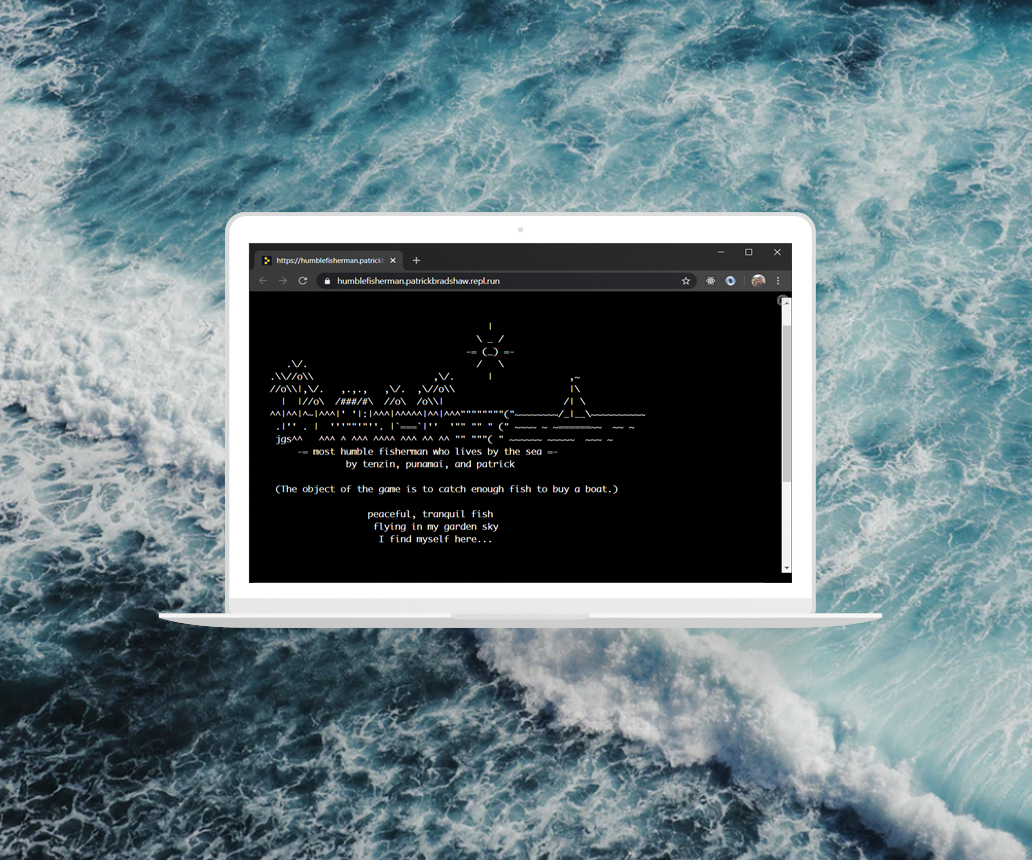 https://humblefisherman.patrick
humblefisherman.patrickbradshaw.repl.run
jgs
-= most humble fisherman who lives by the sea =-
by tenzin, punamai, and patrick
(The object of the game is to catch enough fish to buy a boat.)
peaceful, tranquil fish
flying in my garden sky
I find myself here...